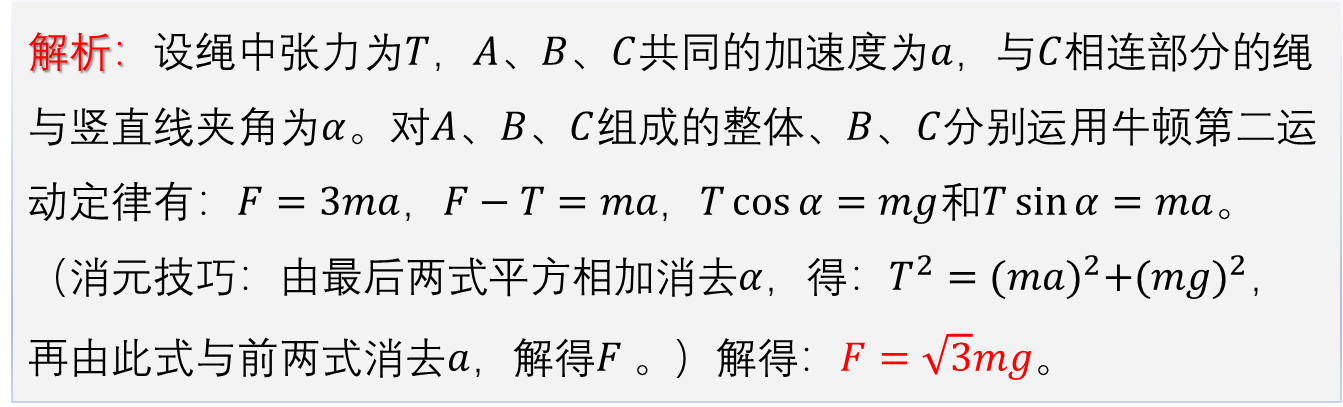 解析：设绳中张力为T，A、B、C共同的加速度为a，与C相连部分的绳
与竖直线夹角为α。对A、B、C组成的整体、B、C分别运用牛顿第二运
动定律有：F = 3ma，F − T = ma，T cos α = mg和T sin α = ma。
（消元技巧：由最后两式平方相加消去α，得：T² = (ma)²+(mg)²，
再由此式与前两式消去a，解得F 。）解得：F = √3mg。